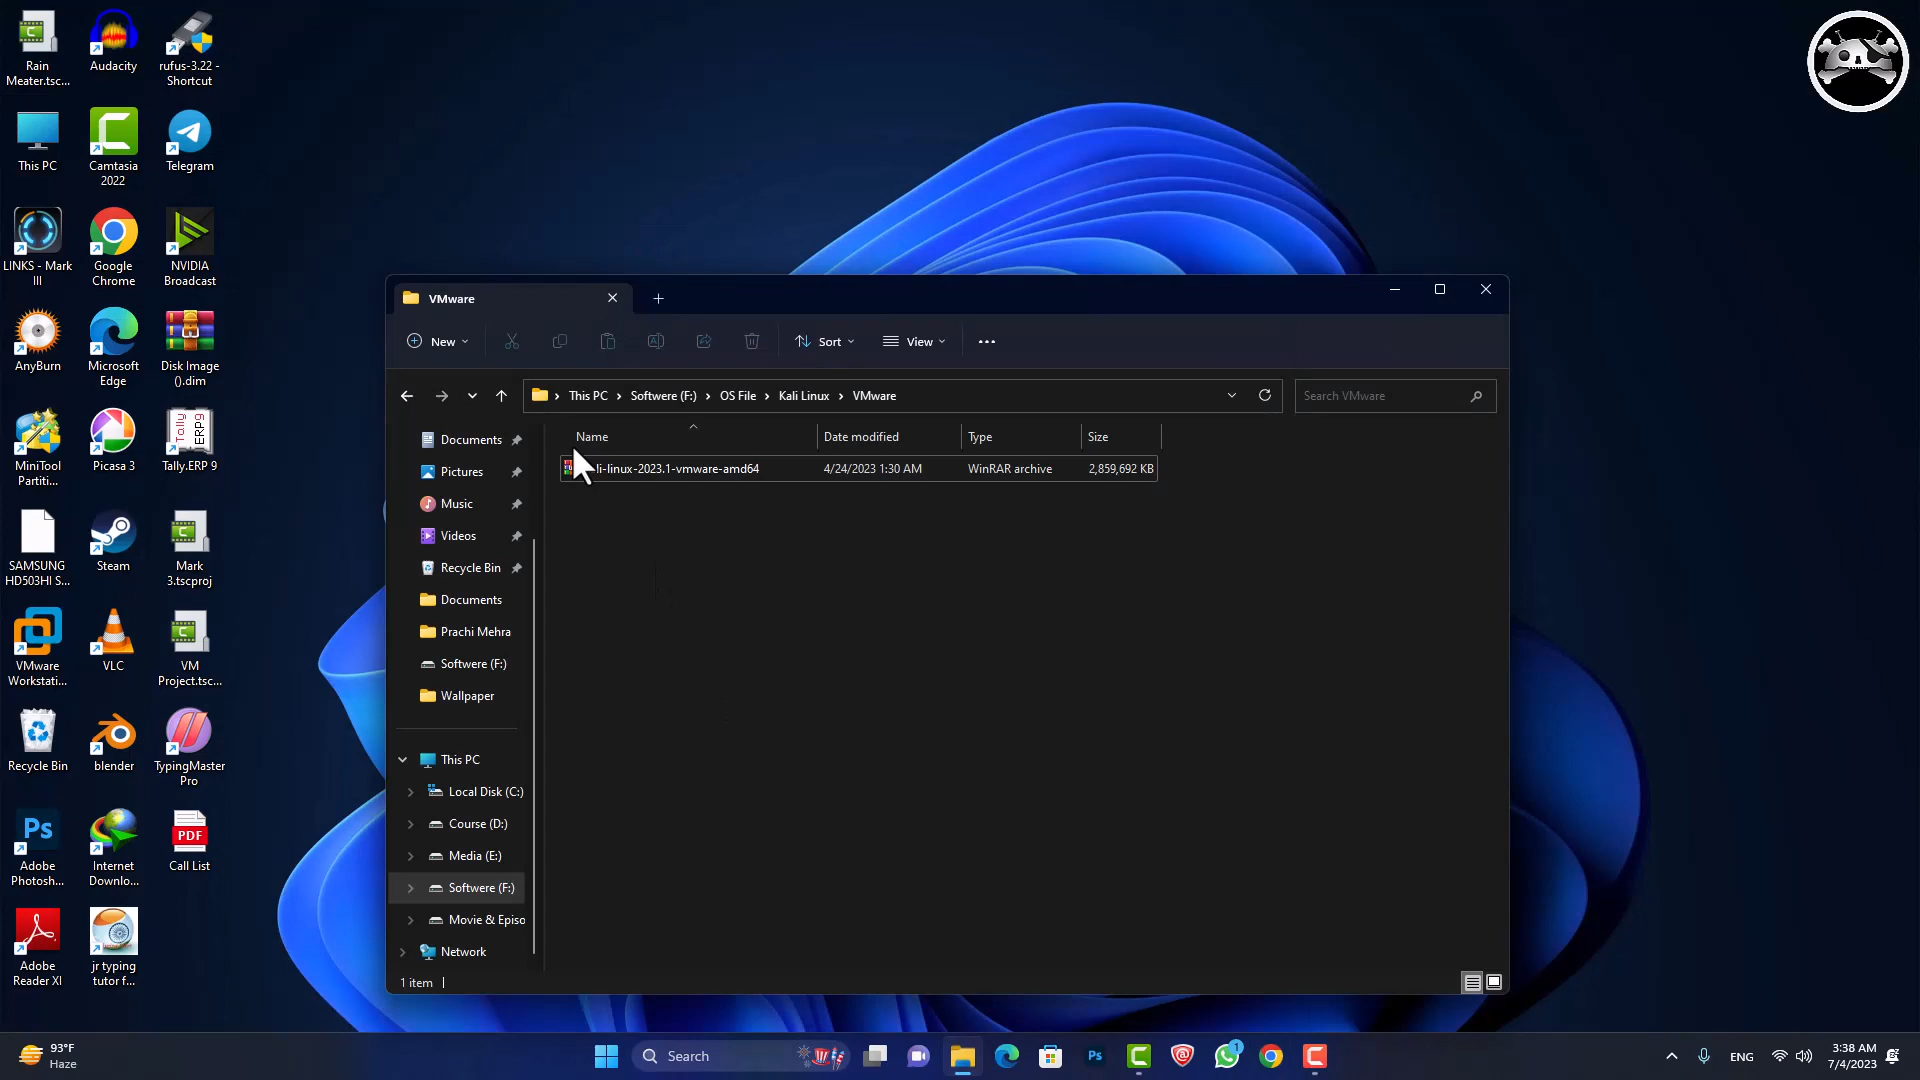 Rain
Meater.tsc...
Audacity
rufus-3.22 -
Shortcut
This PC
Camtasia
2022
Telegram
LINKS - Mark
III
Google
Chrome
NVIDIA
Broadcast
AnyBurn
Microsoft
Edge
Disk Image
().dim
MiniTool
Partiti...
Picasa 3
Tally
ERP9
Tally.ERP 9
SAMSUNG
HD503HI S...
Steam
Mark
3.tscproj
VMware
Workstati...
VLC
VM
Project.tsc...
Recycle Bin
blender
TypingMaster
Pro
Ps
Adobe
Photosh...
Internet
Downlo...
PDF
Call List
Adobe
Reader XI
jr typing
tutor f...
VMware
New
Sort
View
This PC
Softwere (F:)
OS File
Kali Linux
VMware
Search VMware
Name
Date modified
Type
Size
li-linux-2023.1-vmware-amd64
4/24/2023 1:30 AM
WinRAR archive
2,859,692 KB
Documents
Pictures
Music
Videos
Recycle Bin
Documents
Prachi Mehra
Softwere (F:)
Wallpaper
This PC
Local Disk (C:)
Course (D:)
Media (E:)
Softwere (F:)
Movie & Episo
Network
1 item
93°F
Haze
Search
Ps
1
ENG
3:38 AM
7/4/2023